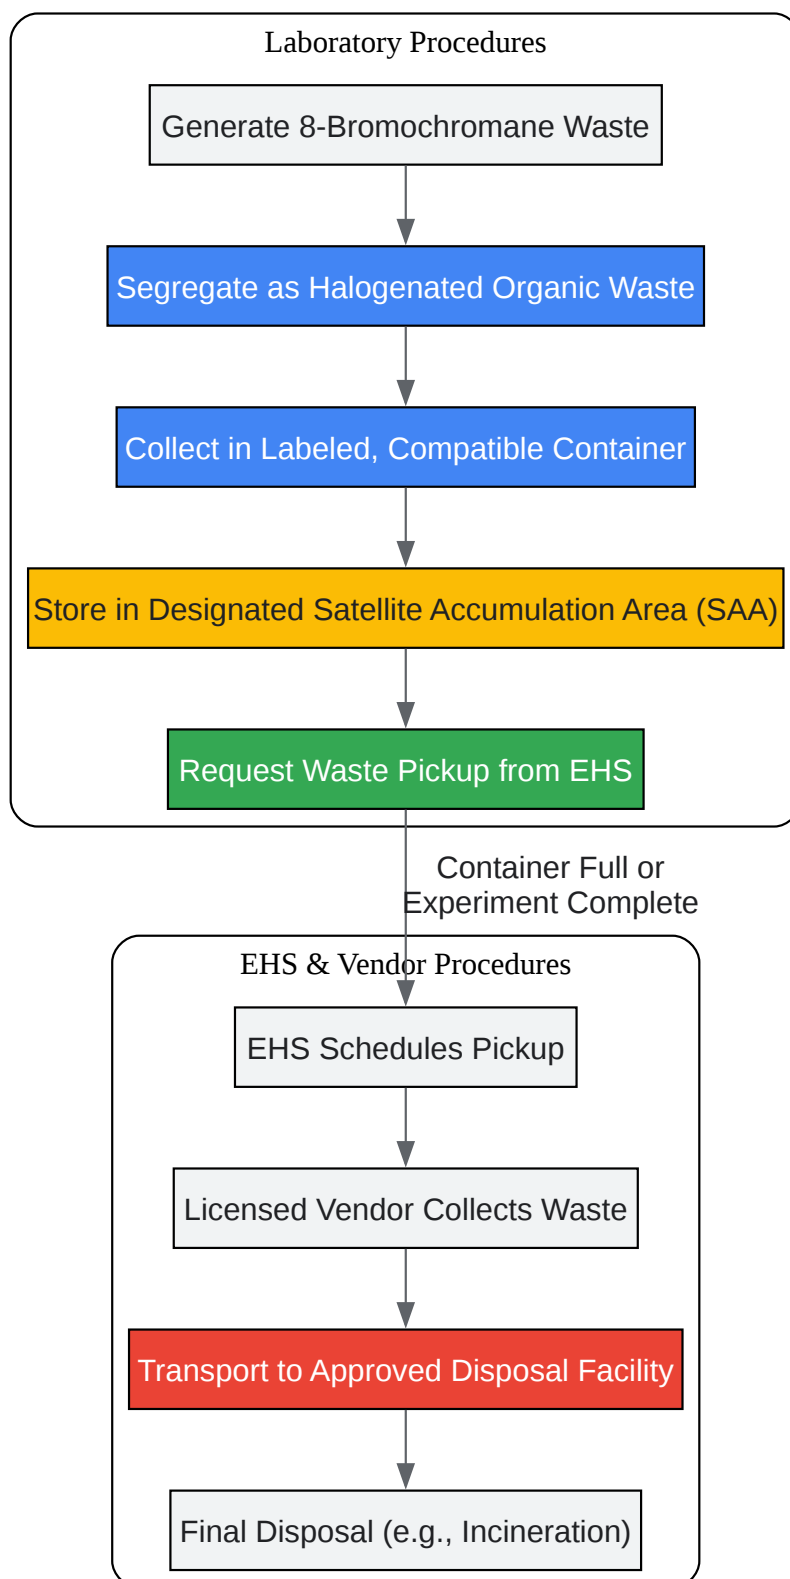 Laboratory Procedures
Generate 8-Bromochromane Waste
Segregate as Halogenated Organic Waste
Collect in Labeled, Compatible Container
Store in Designated Satellite Accumulation Area (SAA)
Request Waste Pickup from EHS
Container Full or
Experiment Complete
EHS & Vendor Procedures
EHS Schedules Pickup
Licensed Vendor Collects Waste
Transport to Approved Disposal Facility
Final Disposal (e.g., Incineration)